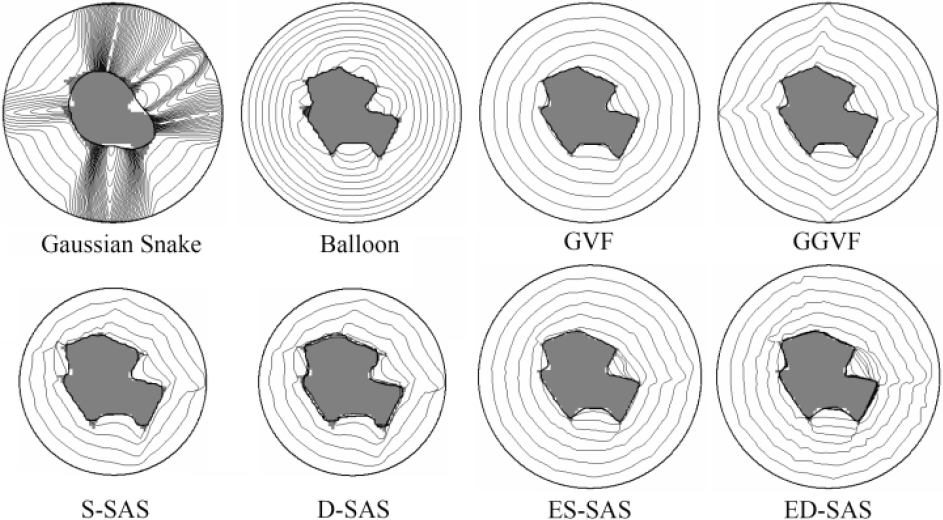 Gaussian Snake Balloon GVF GGVF
S-SAS D-SAS ES-SAS ED-SAS